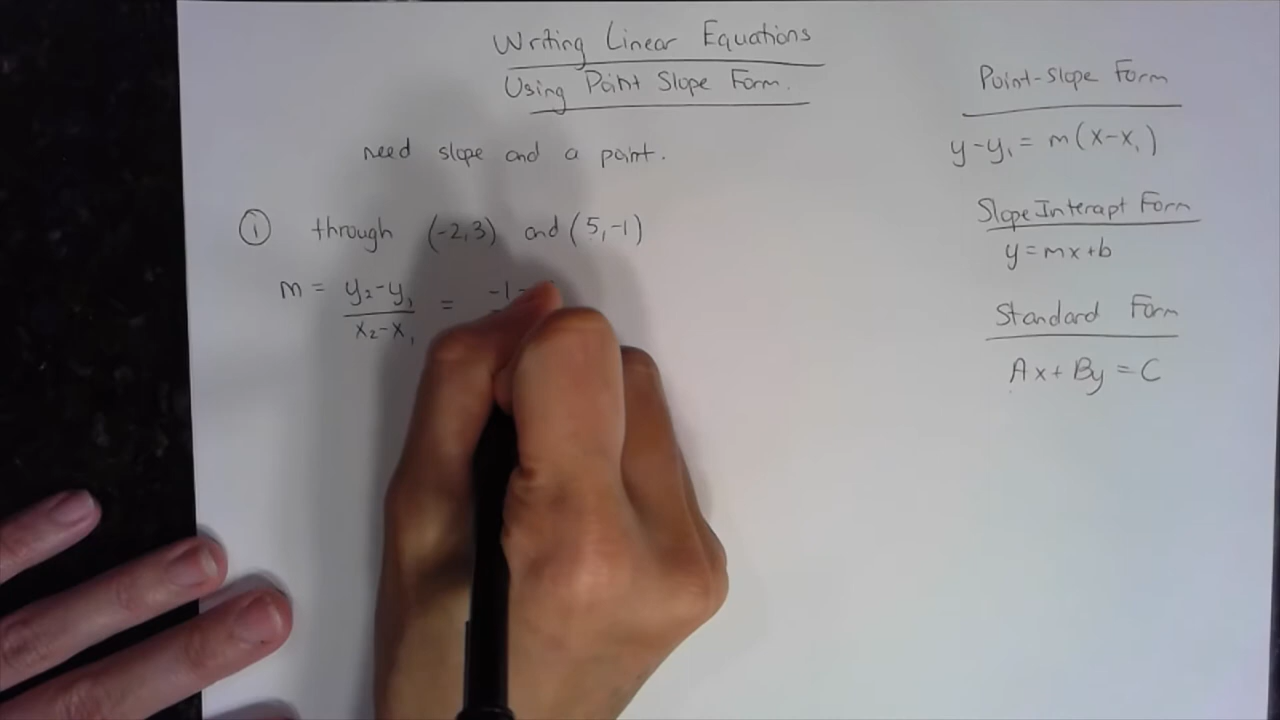 Writing Linear Equations
Using Point Slope Form.
need slope and a point.
① through (-2,3) and (5,-1)
m = y₂-y₁ = -1-
x₂-x₁
Point-Slope Form
y-y₁ = m(x-x₁)
Slope Intercept Form
y = mx+b
Standard Form
Ax + By = C